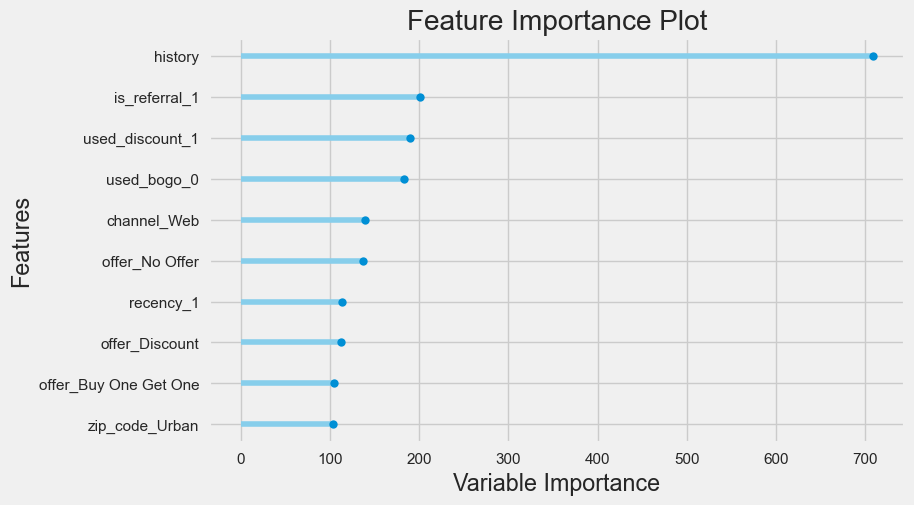 Feature Importance Plot
Features
history
is_referral_1
used_discount_1
used_bogo_0
channel_Web
offer_No Offer
recency_1
offer_Discount
offer_Buy One Get One
zip_code_Urban
0 100 200 300 400 500 600 700
Variable Importance